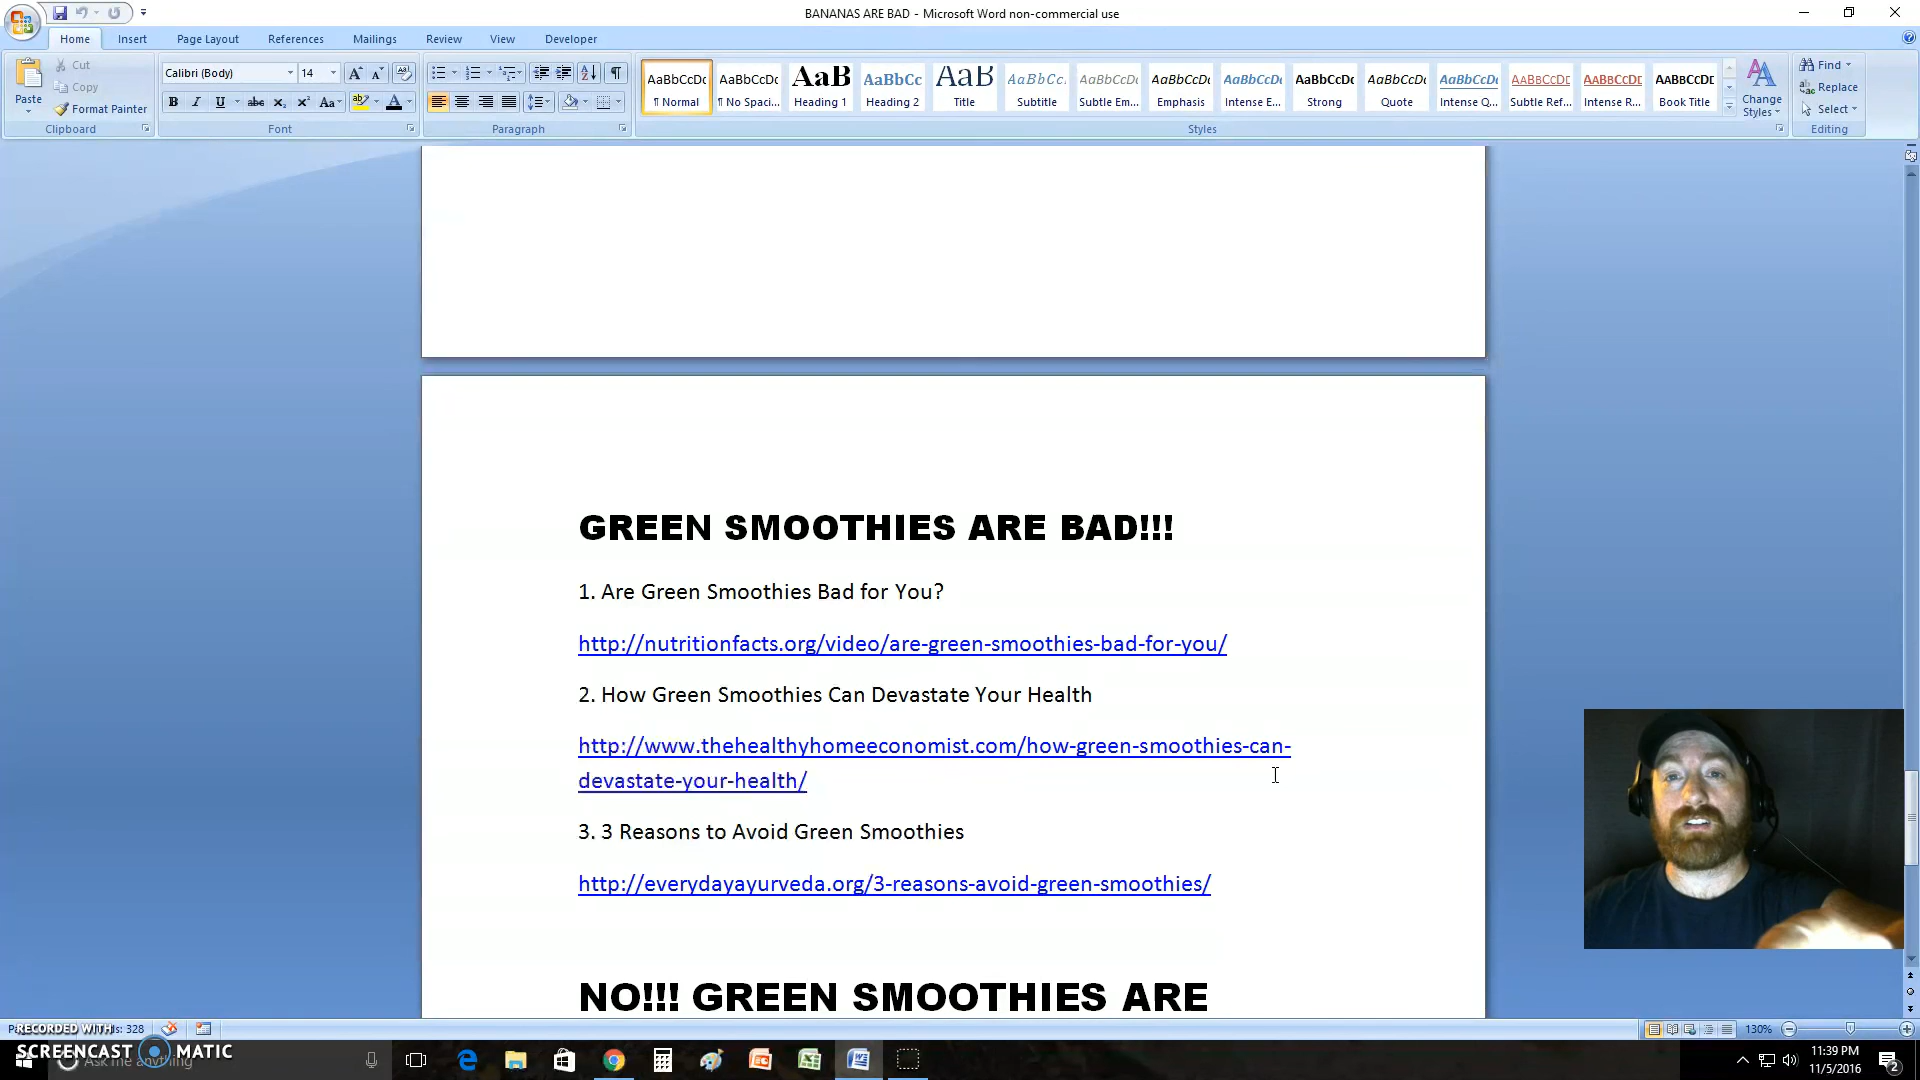 BANANAS ARE BAD - Microsoft Word non-commercial use
Home Insert Page Layout References Mailings Review View Developer
Paste
Cut
Copy
Format Painter
Clipboard
Calibri (Body) 14
Font
Paragraph
AaBbCcDc AaBbCcDc AaB AaBbCc AaB AaBbCc. AaBbCcDc AaBbCcDc AaBbCcDc AaBbCcDc AaBbCcDc AaBbCcDc AABBCCDE AABBCCDE AABBCCDE
¶ Normal ¶ No Spaci... Heading 1 Heading 2 Title Subtitle Subtle Em... Emphasis Intense E... Strong Quote Intense Q... Subtle Ref... Intense R... Book Title
Styles
Change
Styles
Find
Replace
Select
Editing
GREEN SMOOTHIES ARE BAD!!!
1. Are Green Smoothies Bad for You?
http://nutritionfacts.org/video/are-green-smoothies-bad-for-you/
2. How Green Smoothies Can Devastate Your Health
http://www.thehealthyhomeeconomist.com/how-green-smoothies-can-
devastate-your-health/
3. 3 Reasons to Avoid Green Smoothies
http://everydayayurveda.org/3-reasons-avoid-green-smoothies/
NO!!! GREEN SMOOTHIES ARE
RECORDED WITH
328
130%
SCREENCAST MATIC
Ask me anything
11:39 PM
11/5/2016
2